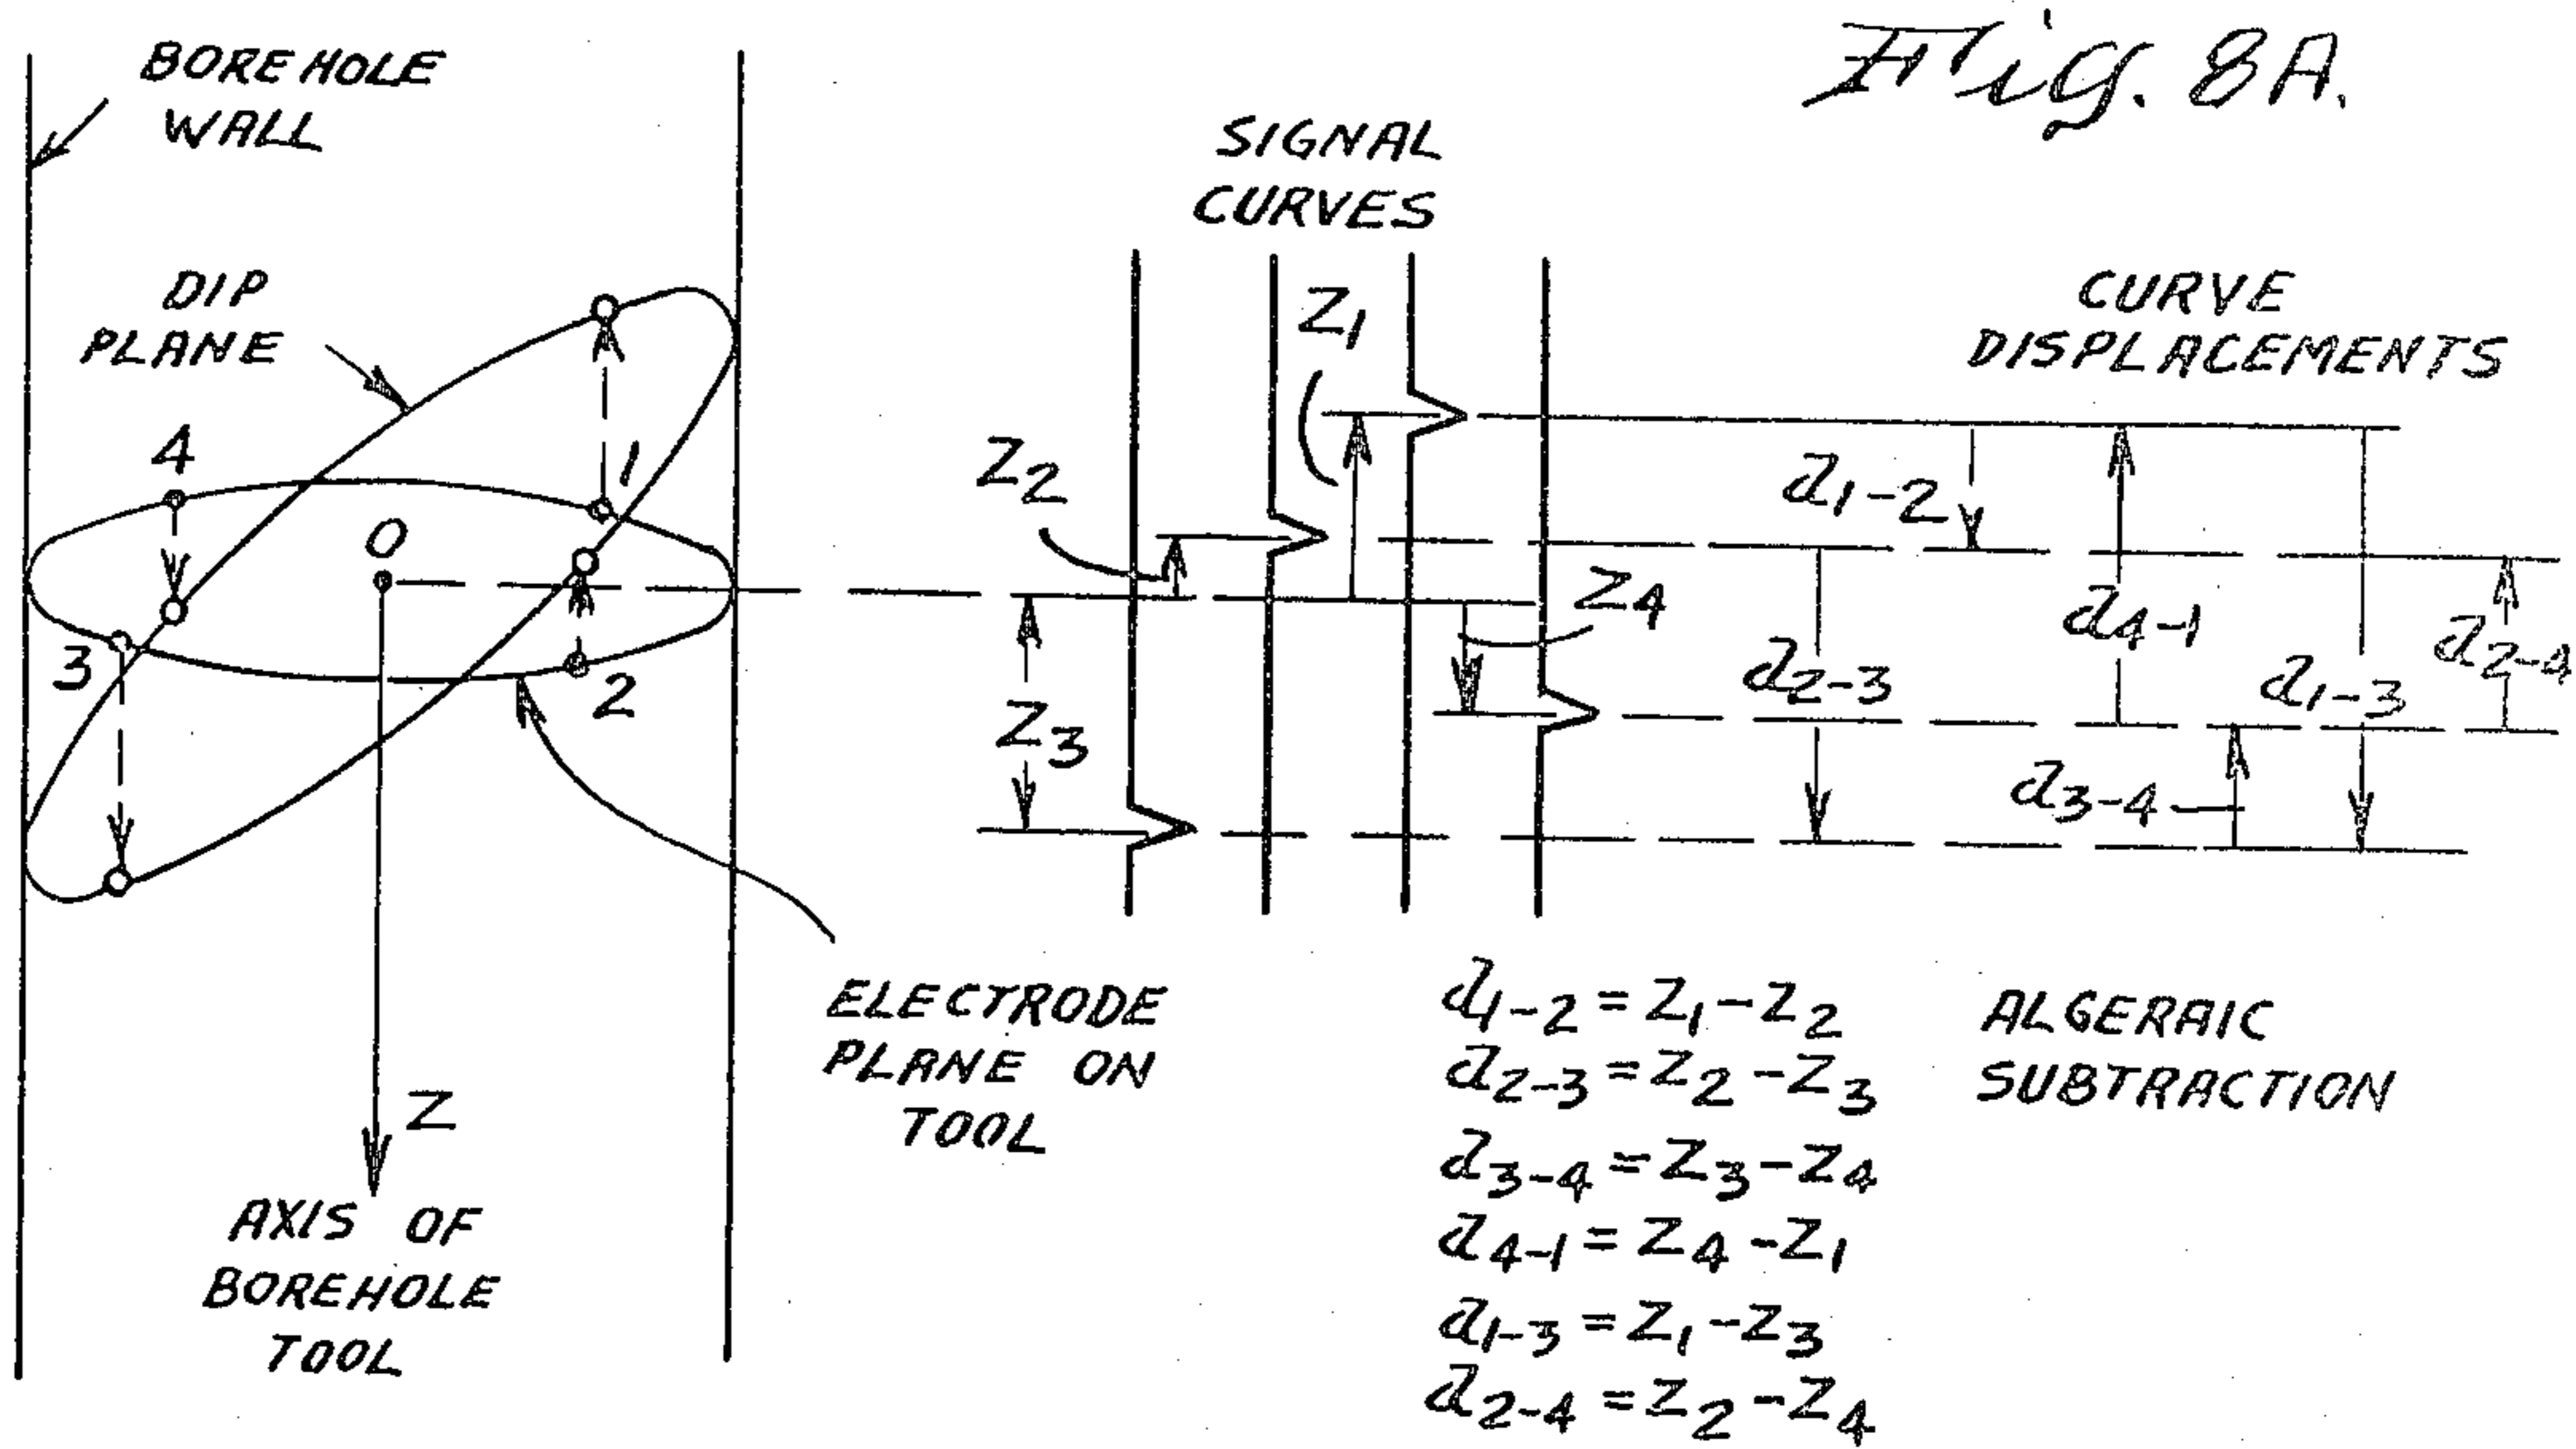 Fig. 8A.
BOREHOLE
WALL
SIGNAL
CURVES
DIP
PLANE
CURVE
DISPLACEMENTS
Z1
Z2
Z3
Z4
4
1
O
3
2
d1-2
d4-1
d2-4
d2-3
d1-3
d3-4
ELECTRODE
PLANE ON
TOOL
Z
AXIS OF
BOREHOLE
TOOL
d1-2 = Z1-Z2
d2-3 = Z2-Z3
d3-4 = Z3-Z4
d4-1 = Z4-Z1
d1-3 = Z1-Z3
d2-4 = Z2-Z4
ALGERAIC
SUBTRACTION